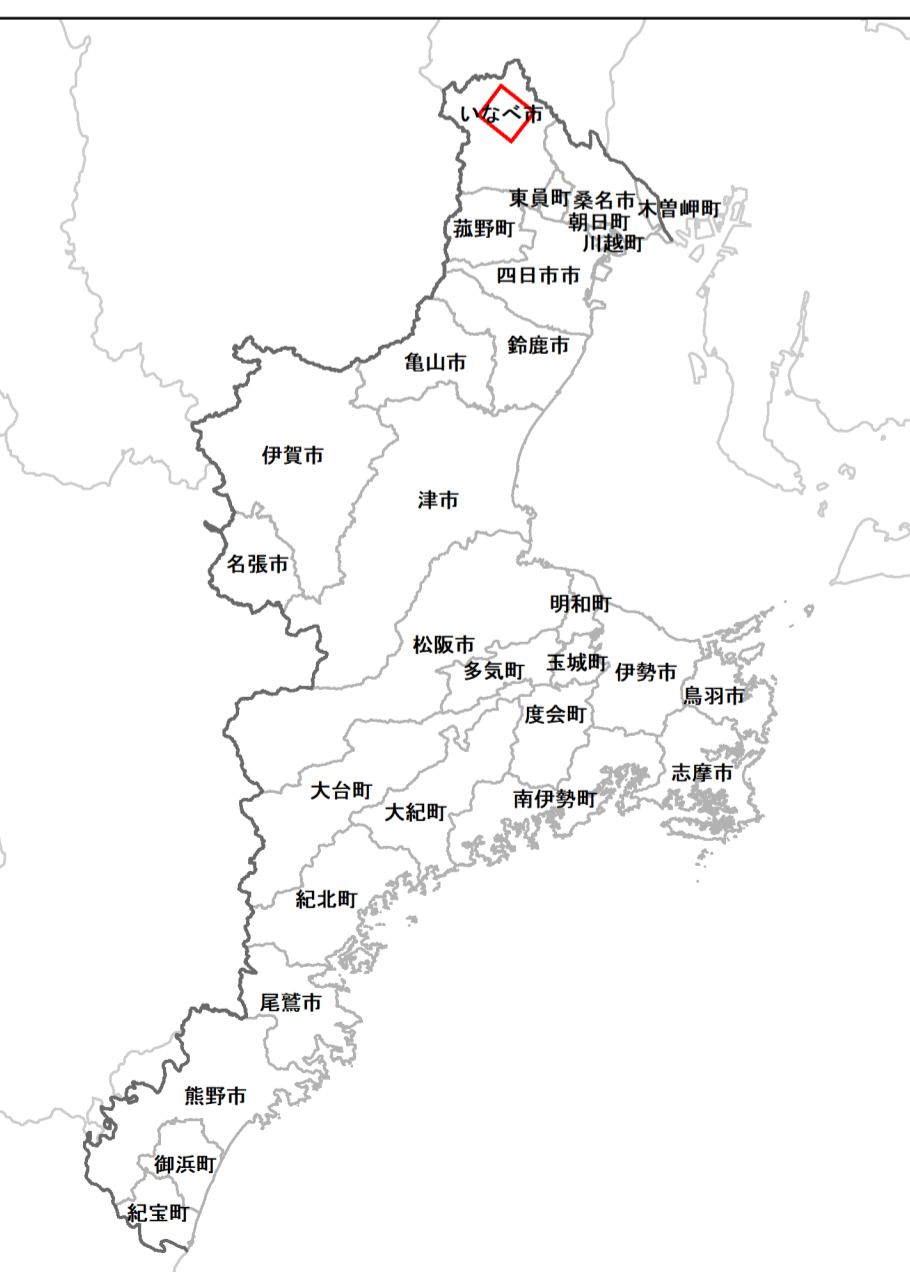 いなべ市
東員町
桑名市
木曽岬町
朝日町
菰野町
川越町
四日市市
鈴鹿市
亀山市
伊賀市
津市
名張市
明和町
松阪市
多気町
玉城町
伊勢市
鳥羽市
度会町
志摩市
大台町
南伊勢町
大紀町
紀北町
尾鷲市
熊野市
御浜町
紀宝町